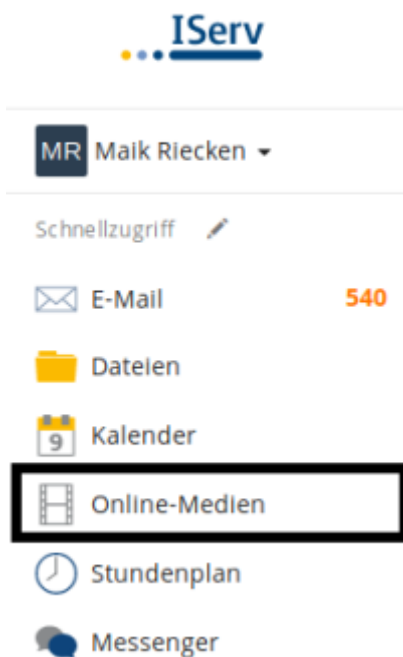 IServ
MR Maik Riecken
Schnellzugriff
E-Mail 540
Dateien
9 Kalender
Online-Medien
Stundenplan
Messenger